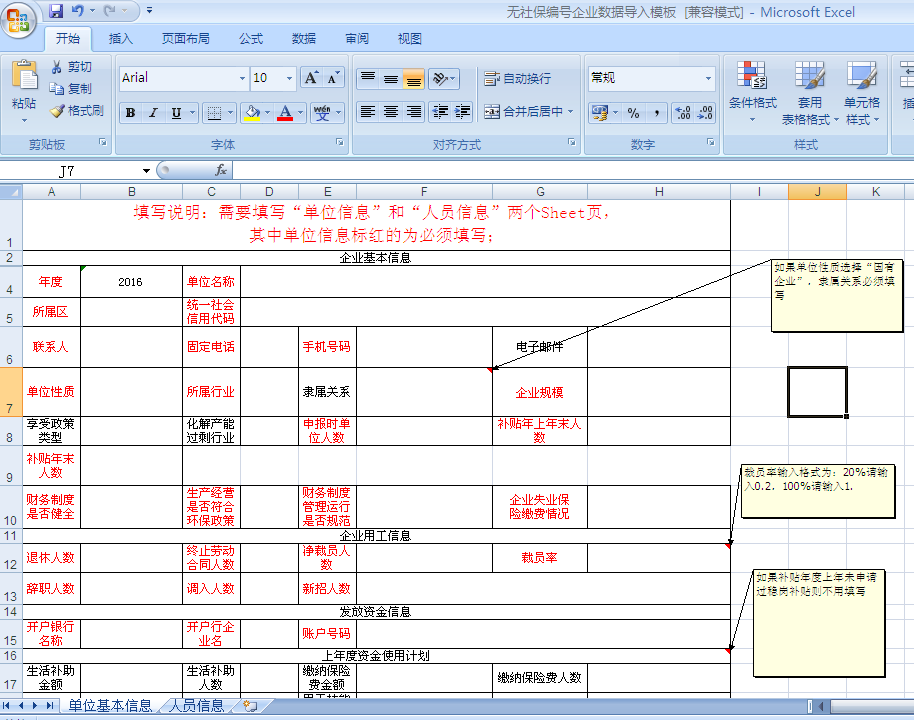 无社保编号企业数据导入模板 [兼容模式] - Microsoft Excel
开始 插入 页面布局 公式 数据 审阅 视图
剪切
复制
格式刷
粘贴
剪贴板
Arial 10
B I U
字体
自动换行
合并后居中
对齐方式
常规
数字
条件格式 套用表格格式 单元格样式
样式
插
J7 fx
A B C D E F G H I J K
1
填写说明：需要填写“单位信息”和“人员信息”两个Sheet页，
其中单位信息标红的为必须填写；
2 企业基本信息
4 年度 2016 单位名称
5 所属区 统一社会
信用代码
6 联系人 固定电话 手机号码 电子邮件
7 单位性质 所属行业 隶属关系 企业规模
8 享受政策 化解产能 申报时单 补贴年上年末人
类型 过剩行业 位人数 数
9 补贴年末
人数
10 财务制度 生产经营 财务制度 企业失业保
是否健全 是否符合 管理运行 险缴费情况
环保政策 是否规范
11 企业用工信息
12 退休人数 终止劳动 净裁员人 裁员率
合同人数 数
13 辞职人数 调入人数 新招人数
14 发放资金信息
15 开户银行 开户行企 账户号码
名称 业名
16 上年度资金使用计划
17 生活补助 生活补助 缴纳保险 缴纳保险费人数
金额 人数 费金额
如果单位性质选择“国有
企业”，隶属关系必须填
写
裁员率输入格式为：20%请输
入0.2，100%请输入1.
如果补贴年度上年未申请
过稳岗补贴则不用填写
单位基本信息 人员信息